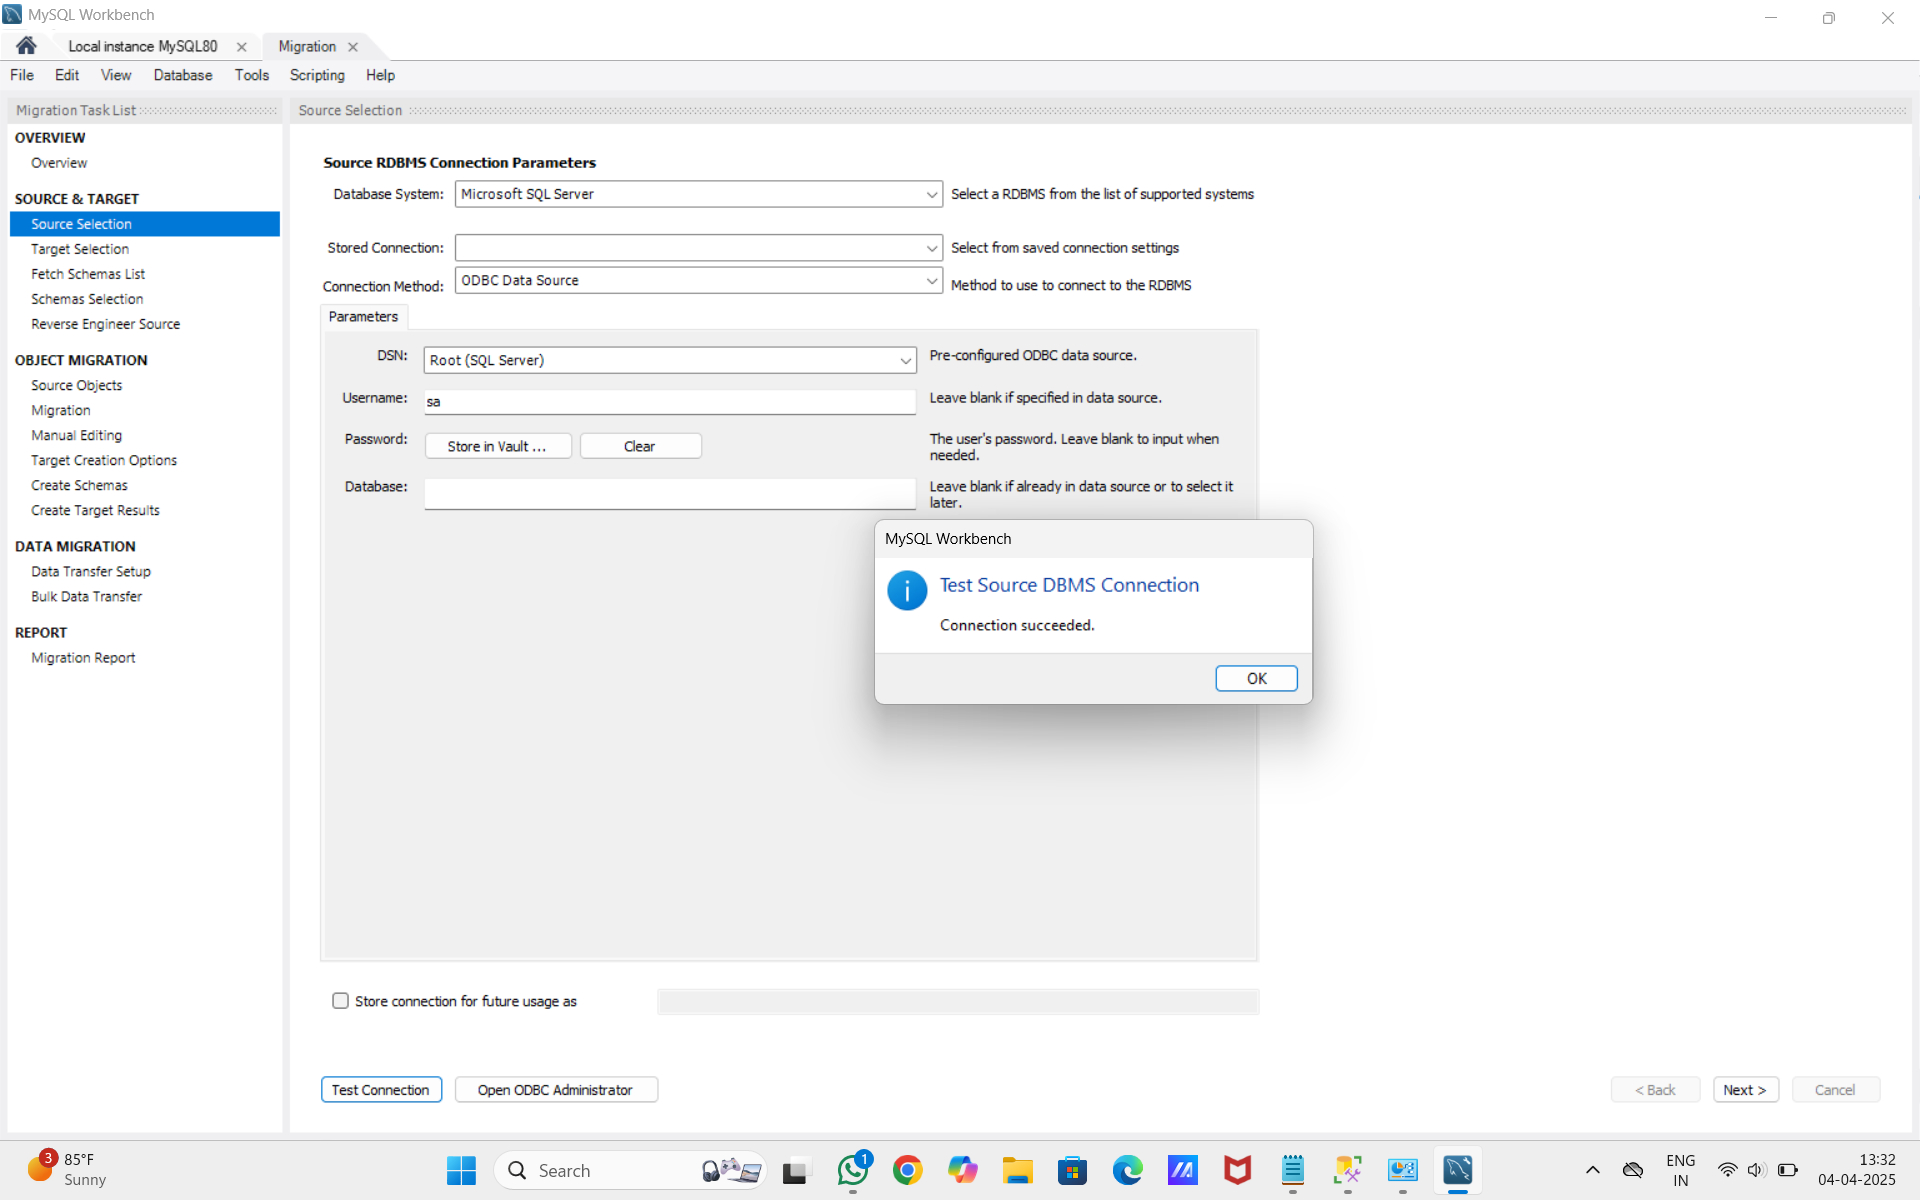 MySQL Workbench
Local instance MySQL80
Migration
File Edit View Database Tools Scripting Help
Migration Task List
OVERVIEW
Overview
SOURCE & TARGET
Source Selection
Target Selection
Fetch Schemas List
Schemas Selection
Reverse Engineer Source
OBJECT MIGRATION
Source Objects
Migration
Manual Editing
Target Creation Options
Create Schemas
Create Target Results
DATA MIGRATION
Data Transfer Setup
Bulk Data Transfer
REPORT
Migration Report
Source Selection
Source RDBMS Connection Parameters
Database System: Microsoft SQL Server Select a RDBMS from the list of supported systems
Stored Connection: Select from saved connection settings
Connection Method: ODBC Data Source Method to use to connect to the RDBMS
Parameters
DSN: Root (SQL Server) Pre-configured ODBC data source.
Username: sa Leave blank if specified in data source.
Password: Store in Vault ... Clear The user's password. Leave blank to input when
needed.
Database: Leave blank if already in data source or to select it
later.
MySQL Workbench
Test Source DBMS Connection
Connection succeeded.
OK
Store connection for future usage as
Test Connection Open ODBC Administrator < Back Next > Cancel
3
85°F
Sunny
Search
1
ENG
IN
13:32
04-04-2025